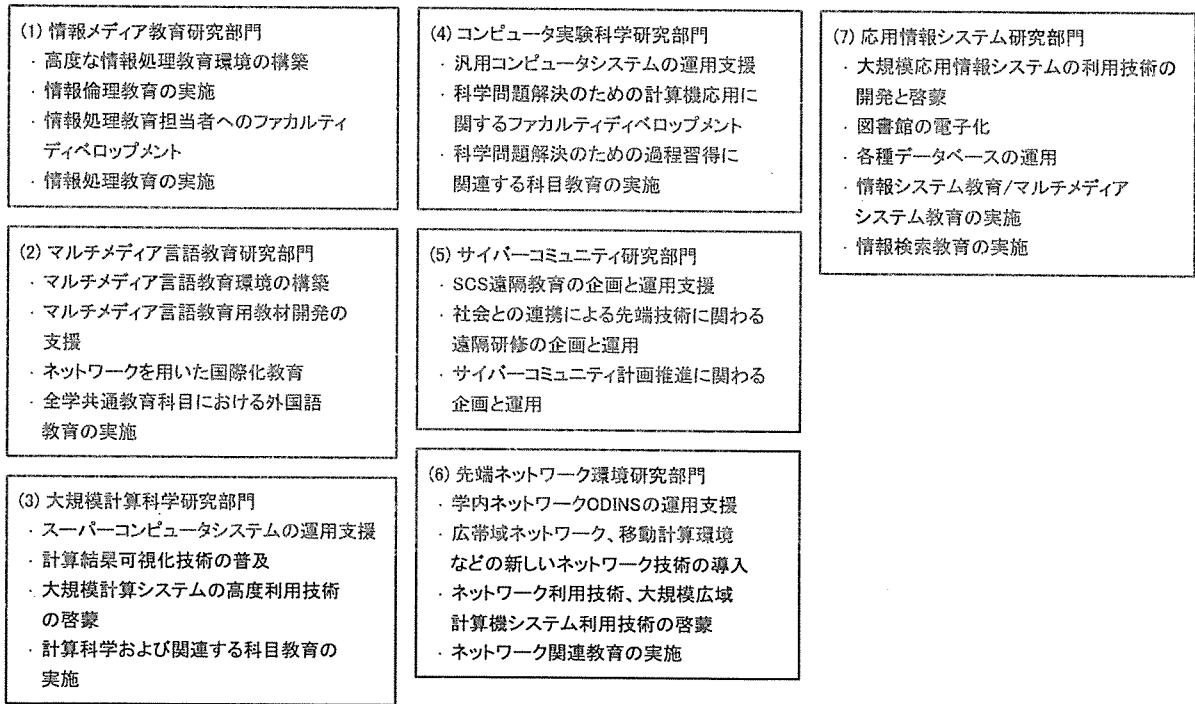 (1) 情報メディア教育研究部門
・ 高度な情報処理教育環境の構築
・ 情報倫理教育の実施
・ 情報処理教育担当者へのファカルティ
ディベロップメント
・ 情報処理教育の実施
(2) マルチメディア言語教育研究部門
・ マルチメディア言語教育環境の構築
・ マルチメディア言語教育用教材開発の
支援
・ ネットワークを用いた国際化教育
・ 全学共通教育科目における外国語
教育の実施
(3) 大規模計算科学研究部門
・ スーパーコンピュータシステムの運用支援
・ 計算結果可視化技術の普及
・ 大規模計算システムの高度利用技術
の啓蒙
・ 計算科学および関連する科目教育の
実施
(4) コンピュータ実験科学研究部門
・ 汎用コンピュータシステムの運用支援
・ 科学問題解決のための計算機応用に
関するファカルティディベロップメント
・ 科学問題解決のための過程習得に
関連する科目教育の実施
(5) サイバーコミュニティ研究部門
・ SCS遠隔教育の企画と運用支援
・ 社会との連携による先端技術に関わる
遠隔研修の企画と運用
・ サイバーコミュニティ計画推進に関わる
企画と運用
(6) 先端ネットワーク環境研究部門
・ 学内ネットワークODINSの運用支援
・ 広帯域ネットワーク、移動計算環境
などの新しいネットワーク技術の導入
・ ネットワーク利用技術、大規模広域
計算機システム利用技術の啓蒙
・ ネットワーク関連教育の実施
(7) 応用情報システム研究部門
・ 大規模応用情報システムの利用技術の
開発と啓蒙
・ 図書館の電子化
・ 各種データベースの運用
・ 情報システム教育/マルチメディア
システム教育の実施
・ 情報検索教育の実施